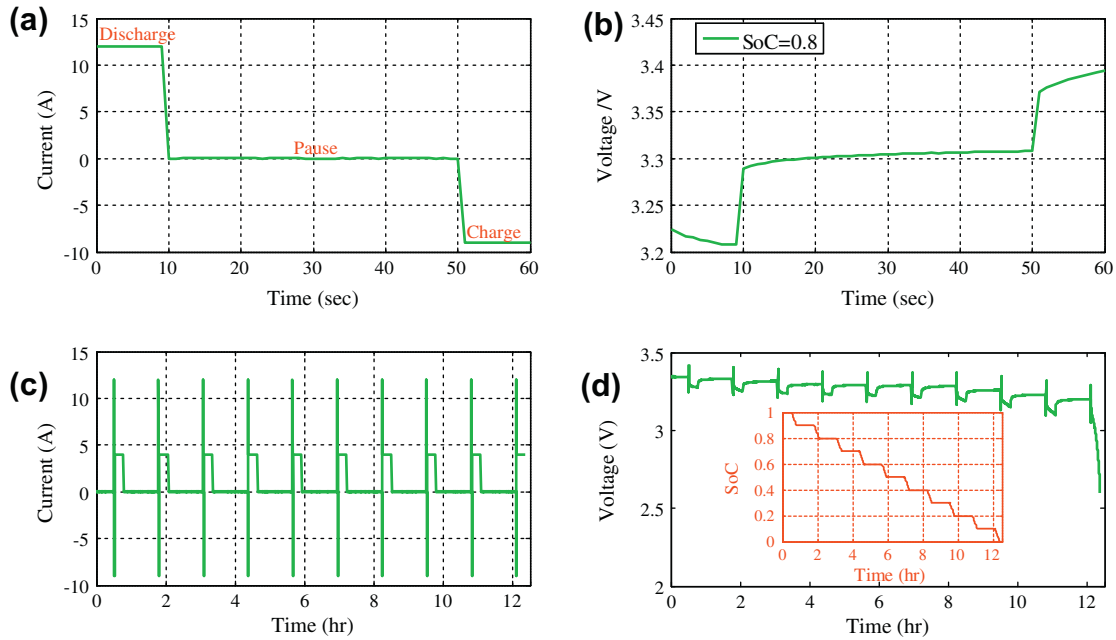 (a)
15
10
5
0
-5
-10
Current (A)
Discharge
Pause
Charge
0 10 20 30 40 50 60
Time (sec)
(b)
3.4
3.35
3.3
3.25
3.2
Voltage /V
SoC=0.8
0 10 20 30 40 50 60
Time (sec)
(c)
15
10
5
0
-5
-10
Current (A)
0 2 4 6 8 10 12
Time (hr)
(d)
3.5
3
2.5
2
Voltage (V)
1
0.8
0.6
0.4
0.2
0
SoC
0 2 4 6 8 10 12
Time (hr)
0 2 4 6 8 10 12
Time (hr)